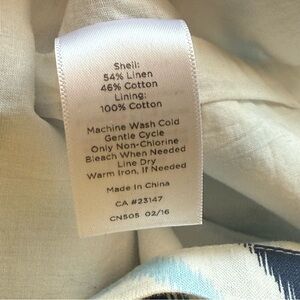 Shell:
54% Linen
46% Cotton
Lining:
100% Cotton
Machine Wash Cold
Gentle Cycle
Only Non-Chlorine
Bleach When Needed
Line Dry
Warm Iron, If Needed
Made in China
CA #23147
CN505 02/16